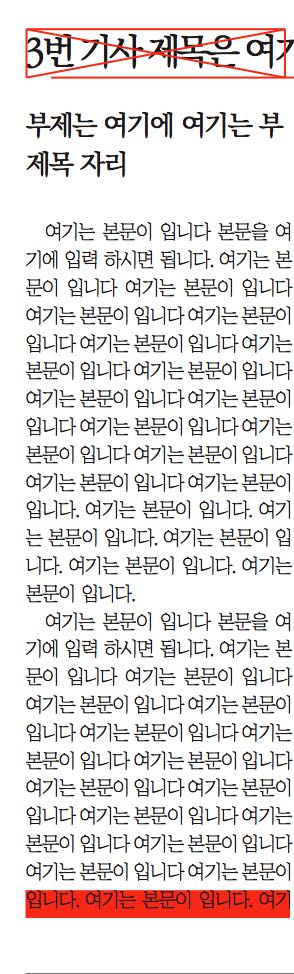 3번 기사 제목은 여기
부제는 여기에 여기는 부
제목 자리
여기는 본문이 입니다 본문을 여
기에 입력 하시면 됩니다. 여기는 본
문이 입니다 여기는 본문이 입니다
여기는 본문이 입니다 여기는 본문이
입니다 여기는 본문이 입니다 여기는
본문이 입니다 여기는 본문이 입니다
여기는 본문이 입니다 여기는 본문이
입니다 여기는 본문이 입니다 여기는
본문이 입니다 여기는 본문이 입니다
여기는 본문이 입니다 여기는 본문이
입니다. 여기는 본문이 입니다. 여기
는 본문이 입니다. 여기는 본문이 입
니다. 여기는 본문이 입니다. 여기는
본문이 입니다.
여기는 본문이 입니다 본문을 여
기에 입력 하시면 됩니다. 여기는 본
문이 입니다 여기는 본문이 입니다
여기는 본문이 입니다 여기는 본문이
입니다 여기는 본문이 입니다 여기는
본문이 입니다 여기는 본문이 입니다
여기는 본문이 입니다 여기는 본문이
입니다 여기는 본문이 입니다 여기는
본문이 입니다 여기는 본문이 입니다
여기는 본문이 입니다 여기는 본문이
입니다. 여기는 본문이 입니다. 여기